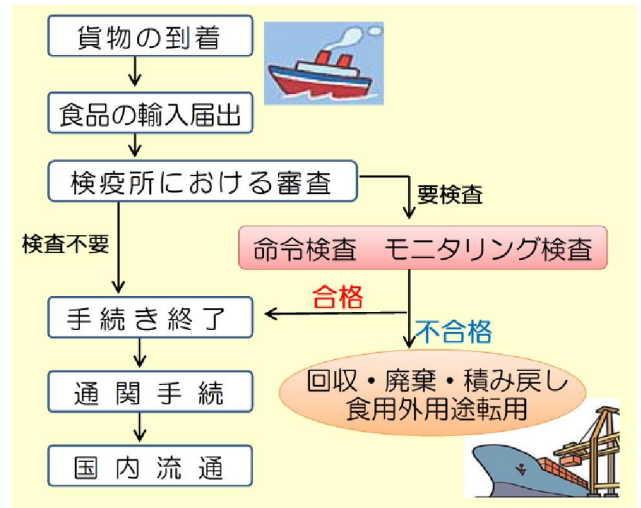 貨物の到着
食品の輸入届出
検疫所における審査
要検査
検査不要
命令検査　モニタリング検査
合格
手続き終了
不合格
回収・廃棄・積み戻し
食用外用途転用
通関手続
国内流通